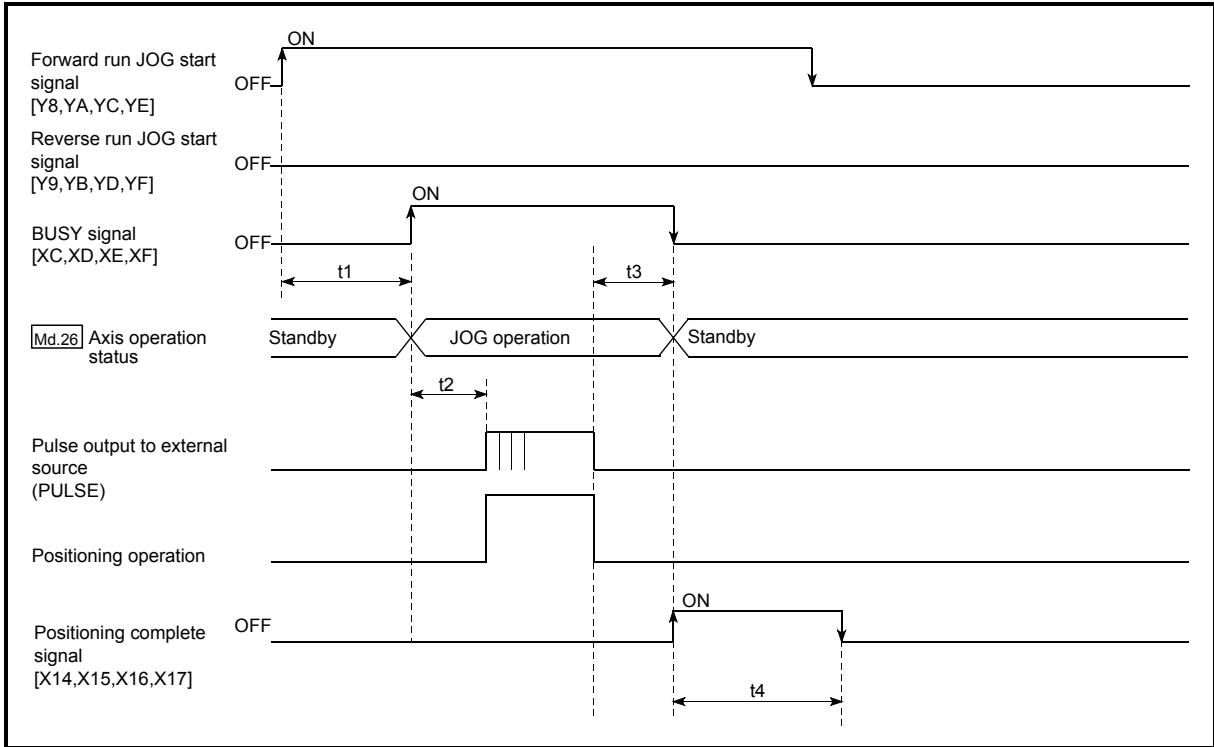 ON
Forward run JOG start
signal
[Y8,YA,YC,YE]
OFF
Reverse run JOG start
signal
[Y9,YB,YD,YF]
OFF
ON
BUSY signal
[XC,XD,XE,XF]
OFF
t1
t3
Md.26 Axis operation
status
Standby
JOG operation
Standby
t2
Pulse output to external
source
(PULSE)
Positioning operation
ON
Positioning complete
signal
[X14,X15,X16,X17]
OFF
t4